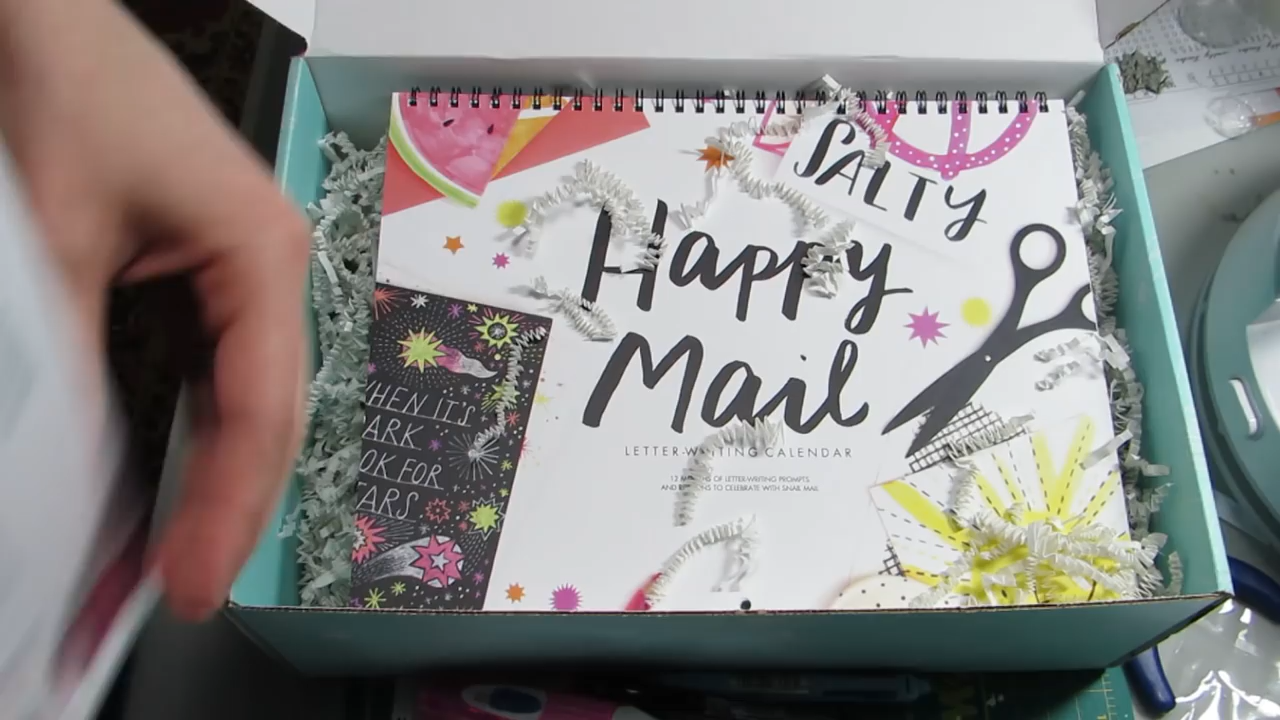 SALTY
Happy
Mail
LETTER-WRITING CALENDAR
OF LETTER-WRITING PROMPTS
TO CELEBRATE WITH SNAIL MAIL
HEN IT'S
ARK
OK FOR
ARS